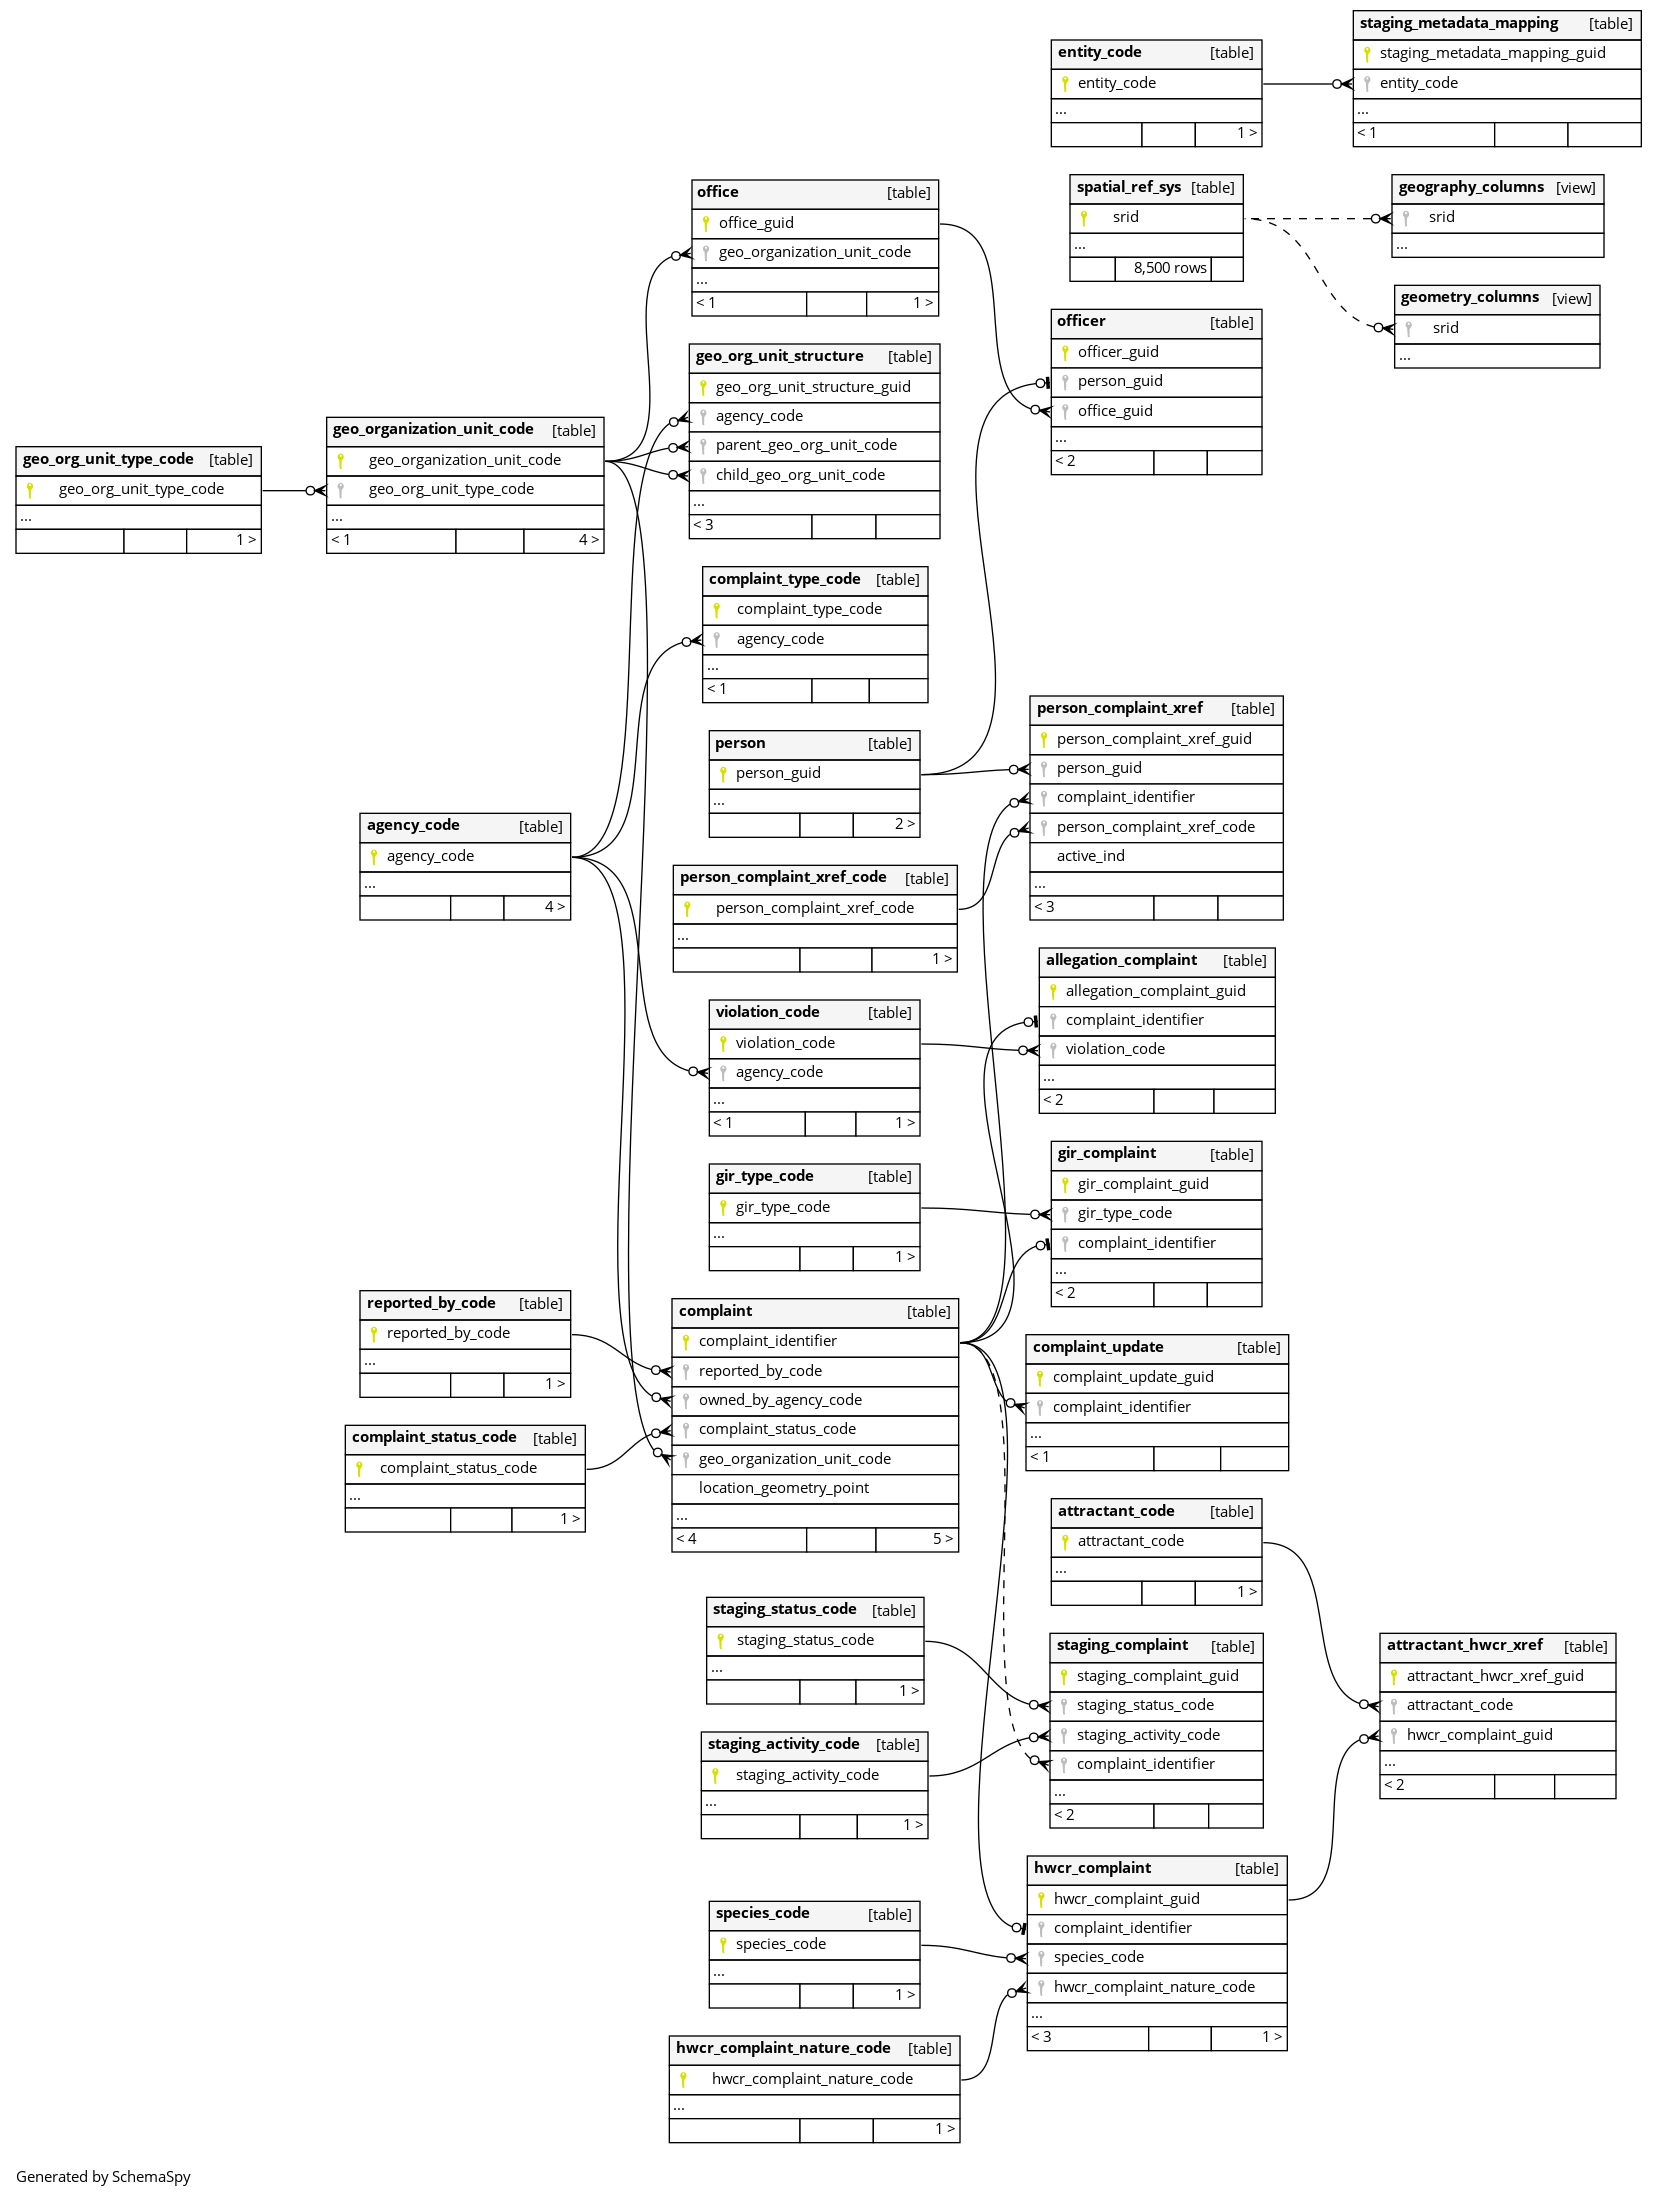 staging_metadata_mapping [table]
staging_metadata_mapping_guid
entity_code
...
< 1
entity_code [table]
entity_code
...
1 >
spatial_ref_sys [table]
srid
...
8,500 rows
geography_columns [view]
srid
...
geometry_columns [view]
srid
...
office [table]
office_guid
geo_organization_unit_code
...
< 1 1 >
officer [table]
officer_guid
person_guid
office_guid
...
< 2
geo_org_unit_structure [table]
geo_org_unit_structure_guid
agency_code
parent_geo_org_unit_code
child_geo_org_unit_code
...
< 3
geo_organization_unit_code [table]
geo_organization_unit_code
geo_org_unit_type_code
...
< 1 4 >
geo_org_unit_type_code [table]
geo_org_unit_type_code
...
1 >
complaint_type_code [table]
complaint_type_code
agency_code
...
< 1
person [table]
person_guid
...
2 >
person_complaint_xref [table]
person_complaint_xref_guid
person_guid
complaint_identifier
person_complaint_xref_code
active_ind
...
< 3
agency_code [table]
agency_code
...
4 >
person_complaint_xref_code [table]
person_complaint_xref_code
...
1 >
allegation_complaint [table]
allegation_complaint_guid
complaint_identifier
violation_code
...
< 2
violation_code [table]
violation_code
agency_code
...
< 1 1 >
gir_complaint [table]
gir_complaint_guid
gir_type_code
complaint_identifier
...
< 2
gir_type_code [table]
gir_type_code
...
1 >
reported_by_code [table]
reported_by_code
...
1 >
complaint [table]
complaint_identifier
reported_by_code
owned_by_agency_code
complaint_status_code
geo_organization_unit_code
location_geometry_point
...
< 4 5 >
complaint_update [table]
complaint_update_guid
complaint_identifier
...
< 1
complaint_status_code [table]
complaint_status_code
...
1 >
attractant_code [table]
attractant_code
...
1 >
staging_status_code [table]
staging_status_code
...
1 >
staging_complaint [table]
staging_complaint_guid
staging_status_code
staging_activity_code
complaint_identifier
...
< 2
attractant_hwcr_xref [table]
attractant_hwcr_xref_guid
attractant_code
hwcr_complaint_guid
...
< 2
staging_activity_code [table]
staging_activity_code
...
1 >
hwcr_complaint [table]
hwcr_complaint_guid
complaint_identifier
species_code
hwcr_complaint_nature_code
...
< 3 1 >
species_code [table]
species_code
...
1 >
hwcr_complaint_nature_code [table]
hwcr_complaint_nature_code
...
1 >
Generated by SchemaSpy